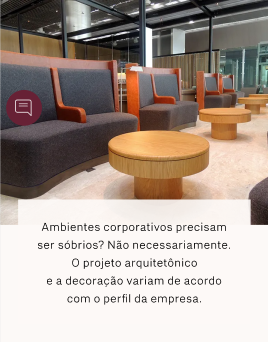 Ambientes corporativos precisam
ser sóbrios? Não necessariamente.
O projeto arquitetônico
e a decoração variam de acordo
com o perfil da empresa.